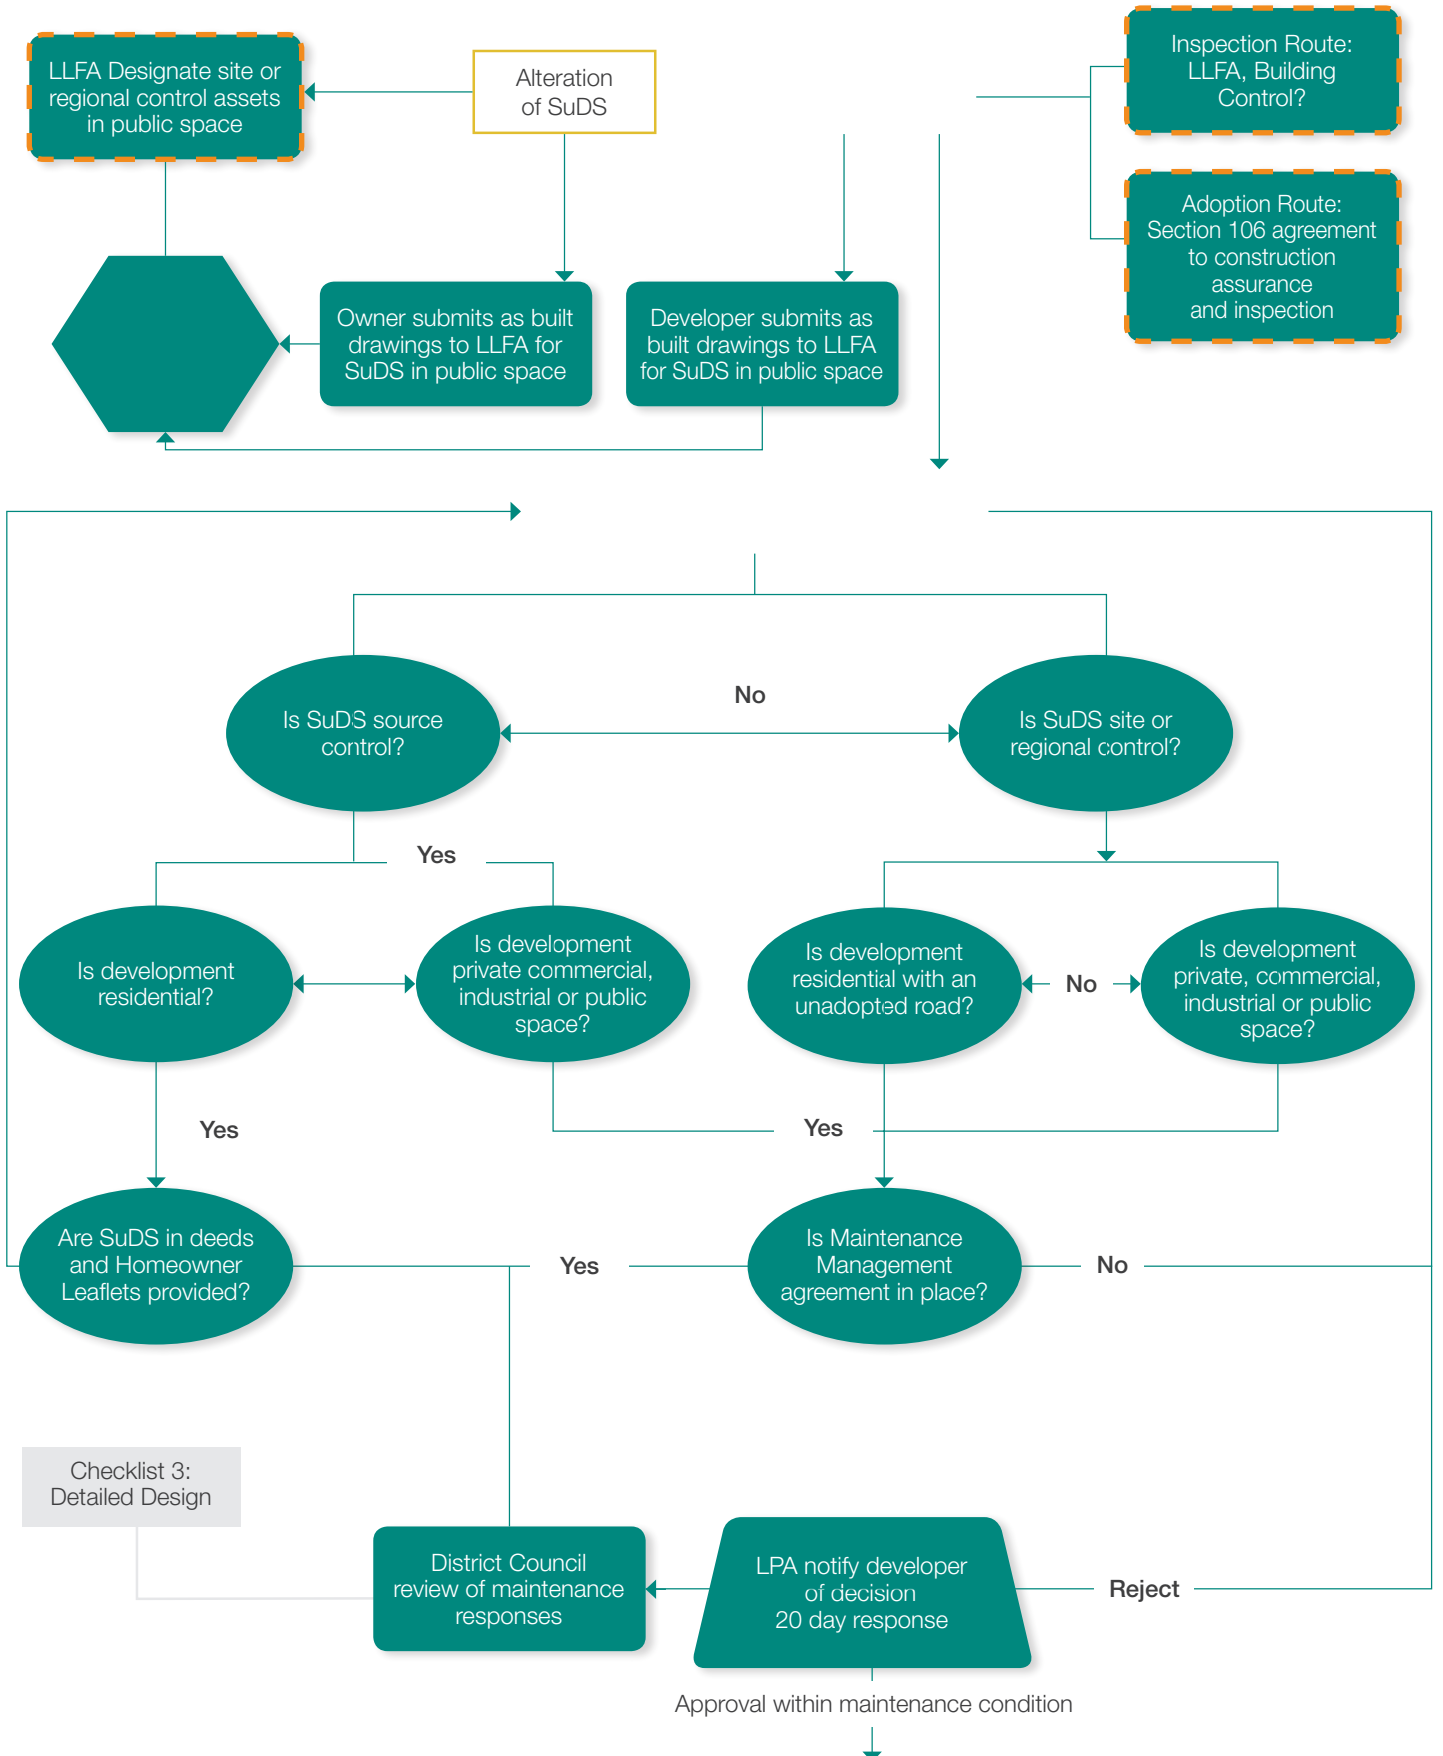 LLFA Designate site or
regional control assets
in public space
Alteration
of SuDS
Inspection Route:
LLFA, Building
Control?
Adoption Route:
Section 106 agreement
to construction
assurance
and inspection
Owner submits as built
drawings to LLFA for
SuDS in public space
Developer submits as
built drawings to LLFA
for SuDS in public space
Is SuDS source
control?
No
Is SuDS site or
regional control?
Yes
Is development
residential?
Is development
private commercial,
industrial or public
space?
Is development
residential with an
unadopted road?
No
Is development
private, commercial,
industrial or public
space?
Yes
Yes
Are SuDS in deeds
and Homeowner
Leaflets provided?
Yes
Is Maintenance
Management
agreement in place?
No
Checklist 3:
Detailed Design
District Council
review of maintenance
responses
LPA notify developer
of decision
20 day response
Reject
Approval within maintenance condition